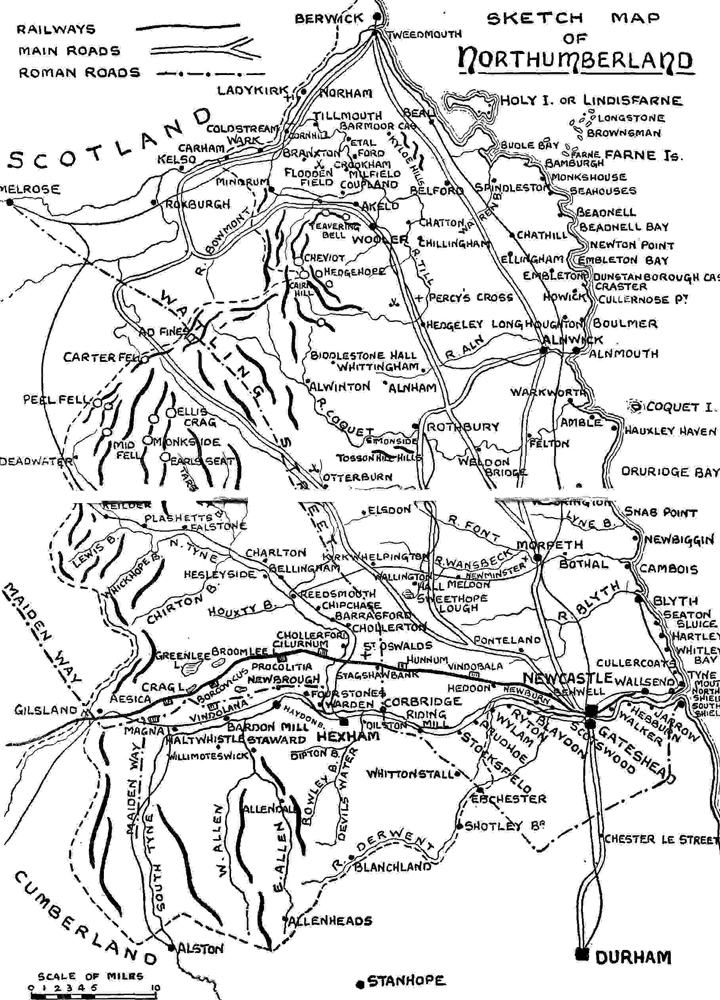 RAILWAYS
MAIN ROADS
ROMAN ROADS
SKETCH MAP
OF
NORTHUMBERLAND
BERWICK
TWEEDMOUTH
LADYKIRK
NORHAM
HOLY I. OR LINDISFARNE
LONGSTONE
BROWNSMAN
TILLMOUTH
BEAL
BARMOOR CAS
COLDSTREAM
CORNHILL
WARK
CARHAM
KELSO
SCOTLAND
ETAL
FORD
BRANXTON
CROOKHAM
FLODDEN
FIELD
MILFIELD
COUPLAND
KYLOE HILLS
BUDLE BAY
FARNE
FARNE Is.
BAMBURGH
MONKSHOUSE
SEAHOUSES
MELROSE
ROXBURGH
MINDRUM
BELFORD
SPINDLESTON
WAREN B.
AKELD
BEADNELL
BEADNELL BAY
YEAVERING
BELL
WOOLER
CHATTON
CHILLINGHAM
CHATHILL
NEWTON POINT
R. BOWMONT
R. TILL
ELLINGHAM
EMBLETON BAY
CHEVIOT
HEDGEHOPE
CAIRN
HILL
EMBLETON
DUNSTANBOROUGH CAS
CRASTER
HOWICK
CULLERNOSE PT
PERCY'S CROSS
WATLING STREET
AD FINES
HEDGELEY
LONGHOUGHTON
BOULMER
R. ALN
ALNWICK
ALNMOUTH
CARTER FELL
BIDDLESTONE HALL
WHITTINGHAM
ALWINTON
ALNHAM
PEEL FELL
WARKWORTH
COQUET I.
ELLIS
CRAG
R. COQUET
ROTHBURY
AMBLE
HAUXLEY HAVEN
MID
FELL
MONKSIDE
SIMONSIDE
FELTON
DEADWATER
EARLS SEAT
TOSSON HILL HILLS
WELDON
BRIDGE
OTTERBURN
DRURIDGE BAY
KEILDER
PLASHETTS
FALSTONE
ELSDON
R. FONT
LYNE B.
SNAB POINT
NEWBIGGIN
LEWIS B.
N. TYNE
CHARLTON
KIRKWHELPINGTON
R. WANSBECK
MORPETH
BOTHAL
CAMBOIS
WHICKHOPE B.
HESLEYSIDE
BELLINGHAM
WALLINGTON
HALL
NEWMINSTER
MELDON
CHIRTON B.
REEDSMOUTH
SWEETHOPE
LOUGH
R. BLYTH
BLYTH
HOUXTY B.
CHIPCHASE
BARRASFORD
SEATON
SLUICE
MAIDEN WAY
CHOLLERTON
CHOLLERFORD
CILURNUM
ST OSWALDS
PONTELAND
HARTLEY
WHITLEY
BAY
GREENLEE
L.
BROOMLEE
PROCOLITIA
HUNNUM
VINDOBALA
CULLERCOATS
NEWBROUGH
STAGSHAWBANK
NEWCASTLE
WALLSEND
TYNE
MOUTH
NORTH
SHIELDS
SOUTH
SHIELDS
CRAG L.
BORCOVICUS
HEDDON
NEWBURN
BENWELL
AESICA
FOURSTONES
WARDEN
CORBRIDGE
GILSLAND
VINDOLANA
HAYDON B.
DILSTON
RIDING
MILL
HEBBURN
JARROW
WALKER
MAGNA
BARDON MILL
HEXHAM
RYTON
BLAYDON
SCOTSWOOD
GATESHEAD
HALTWHISTLE
STAWARD
WYLAM
PRUDHOE
STOCKSFIELD
WILLIMOTESWICK
DIPTON B.
WHITTONSTALL
MAIDEN WAY
ALLENDALE
ROWLEY B.
DEVILS WATER
EBCHESTER
SOUTH TYNE
W. ALLEN
E. ALLEN
SHOTLEY BR.
CHESTER LE STREET
R. DERWENT
BLANCHLAND
CUMBERLAND
ALLENHEADS
ALSTON
DURHAM
STANHOPE
SCALE OF MILES
0 1 2 3 4 5 10